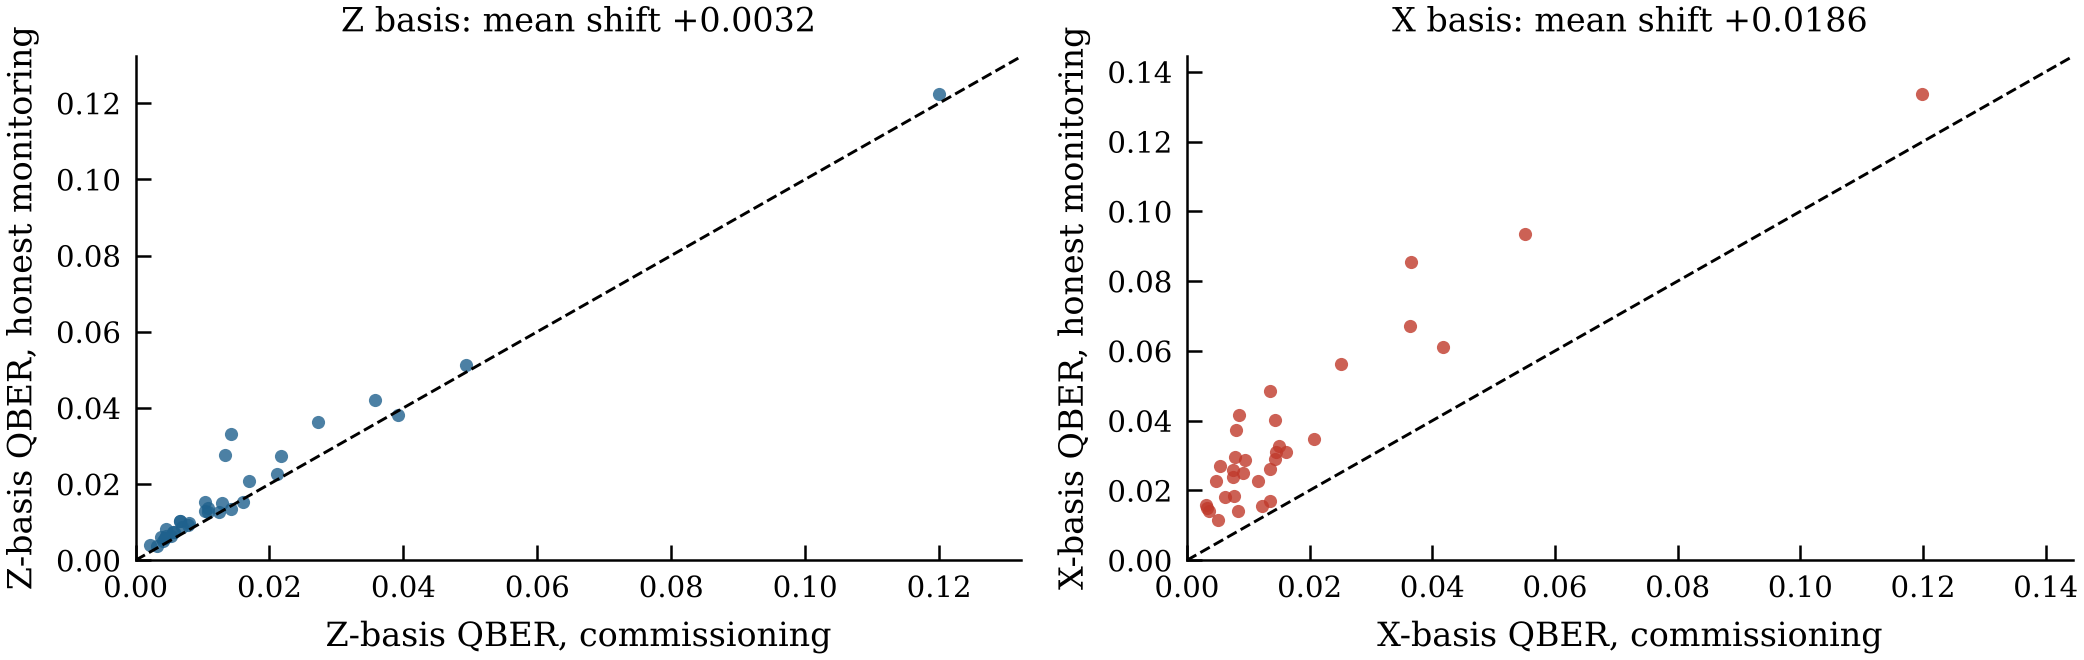 Z basis: mean shift +0.0032
Z-basis QBER, honest monitoring
0.12
0.10
0.08
0.06
0.04
0.02
0.00
0.00 0.02 0.04 0.06 0.08 0.10 0.12
Z-basis QBER, commissioning
X basis: mean shift +0.0186
X-basis QBER, honest monitoring
0.14
0.12
0.10
0.08
0.06
0.04
0.02
0.00
0.00 0.02 0.04 0.06 0.08 0.10 0.12 0.14
X-basis QBER, commissioning